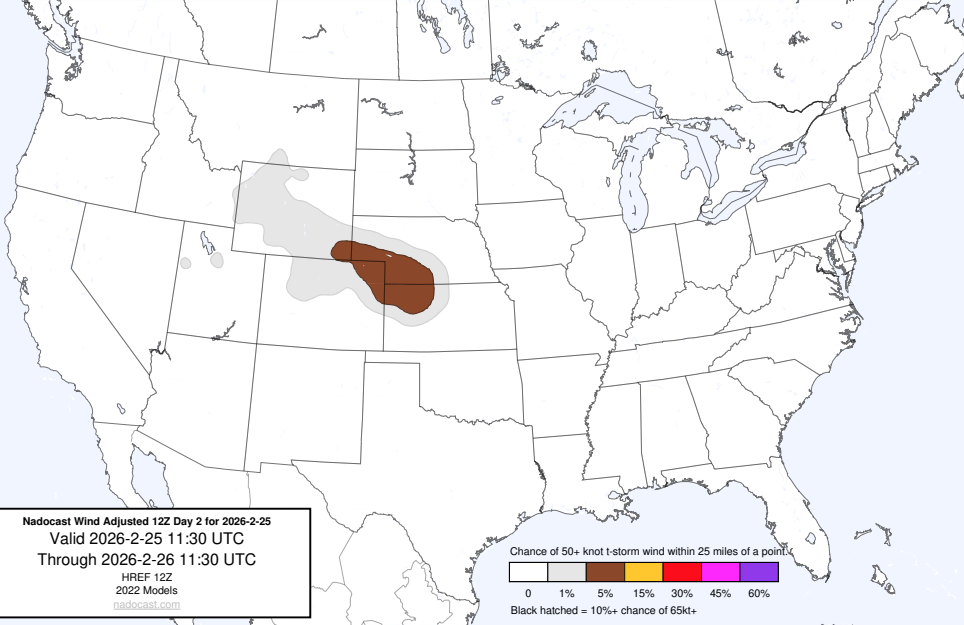 Nadocast Wind Adjusted 12Z Day 2 for 2026-2-25
Valid 2026-2-25 11:30 UTC
Through 2026-2-26 11:30 UTC
HREF 12Z
2022 Models
nadocast.com
Chance of 50+ knot t-storm wind within 25 miles of a point.
0 1% 5% 15% 30% 45% 60%
Black hatched = 10%+ chance of 65kt+